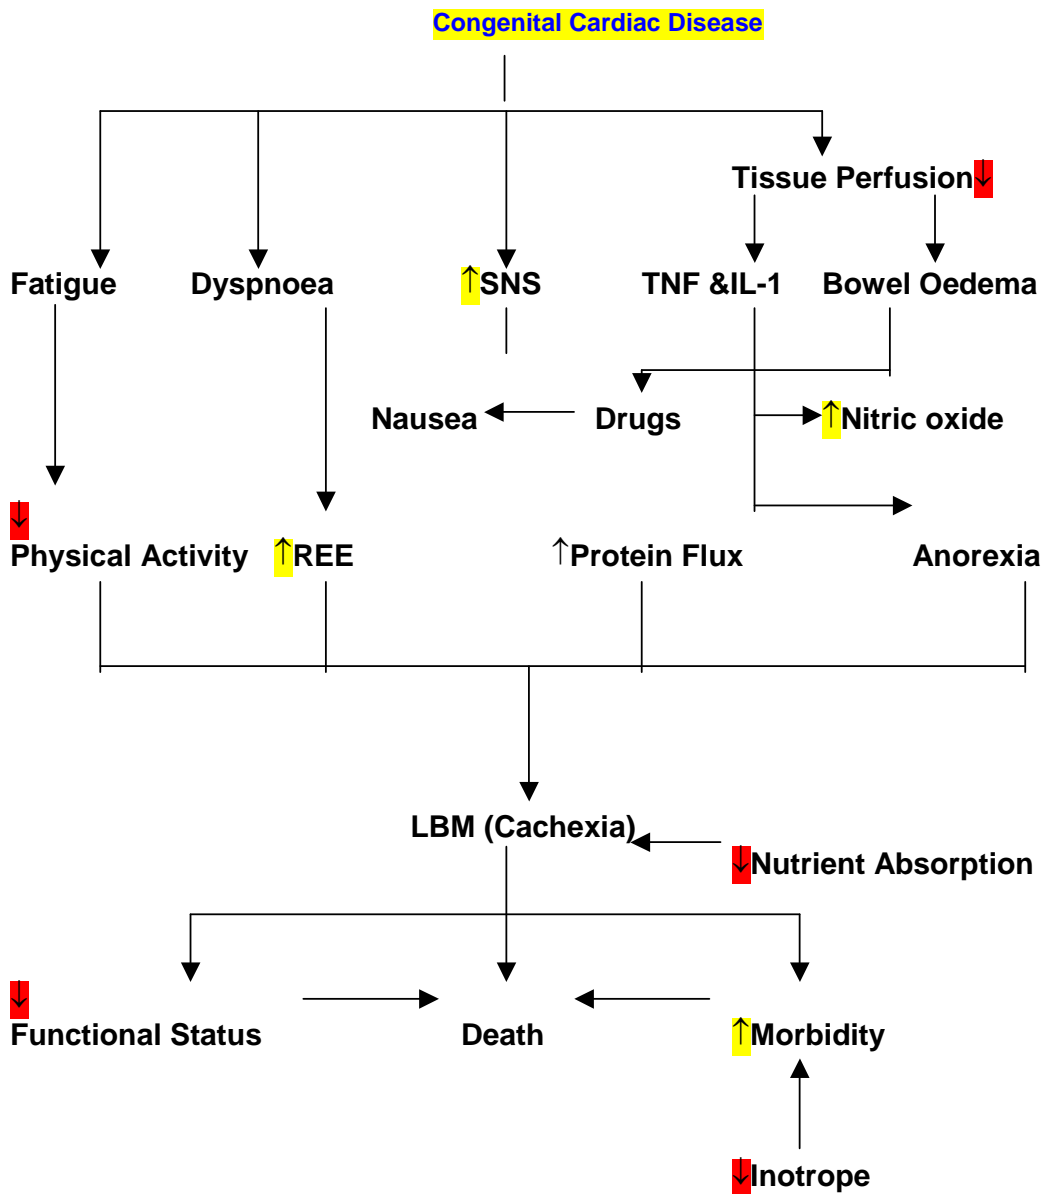 Congenital Cardiac Disease
Tissue Perfusion↓
Fatigue
Dyspnoea
↑SNS
TNF &IL-1
Bowel Oedema
Nausea
Drugs
↑Nitric oxide
↓
Physical Activity
↑REE
↑Protein Flux
Anorexia
LBM (Cachexia)
↓Nutrient Absorption
↓
Functional Status
Death
↑Morbidity
↓Inotrope